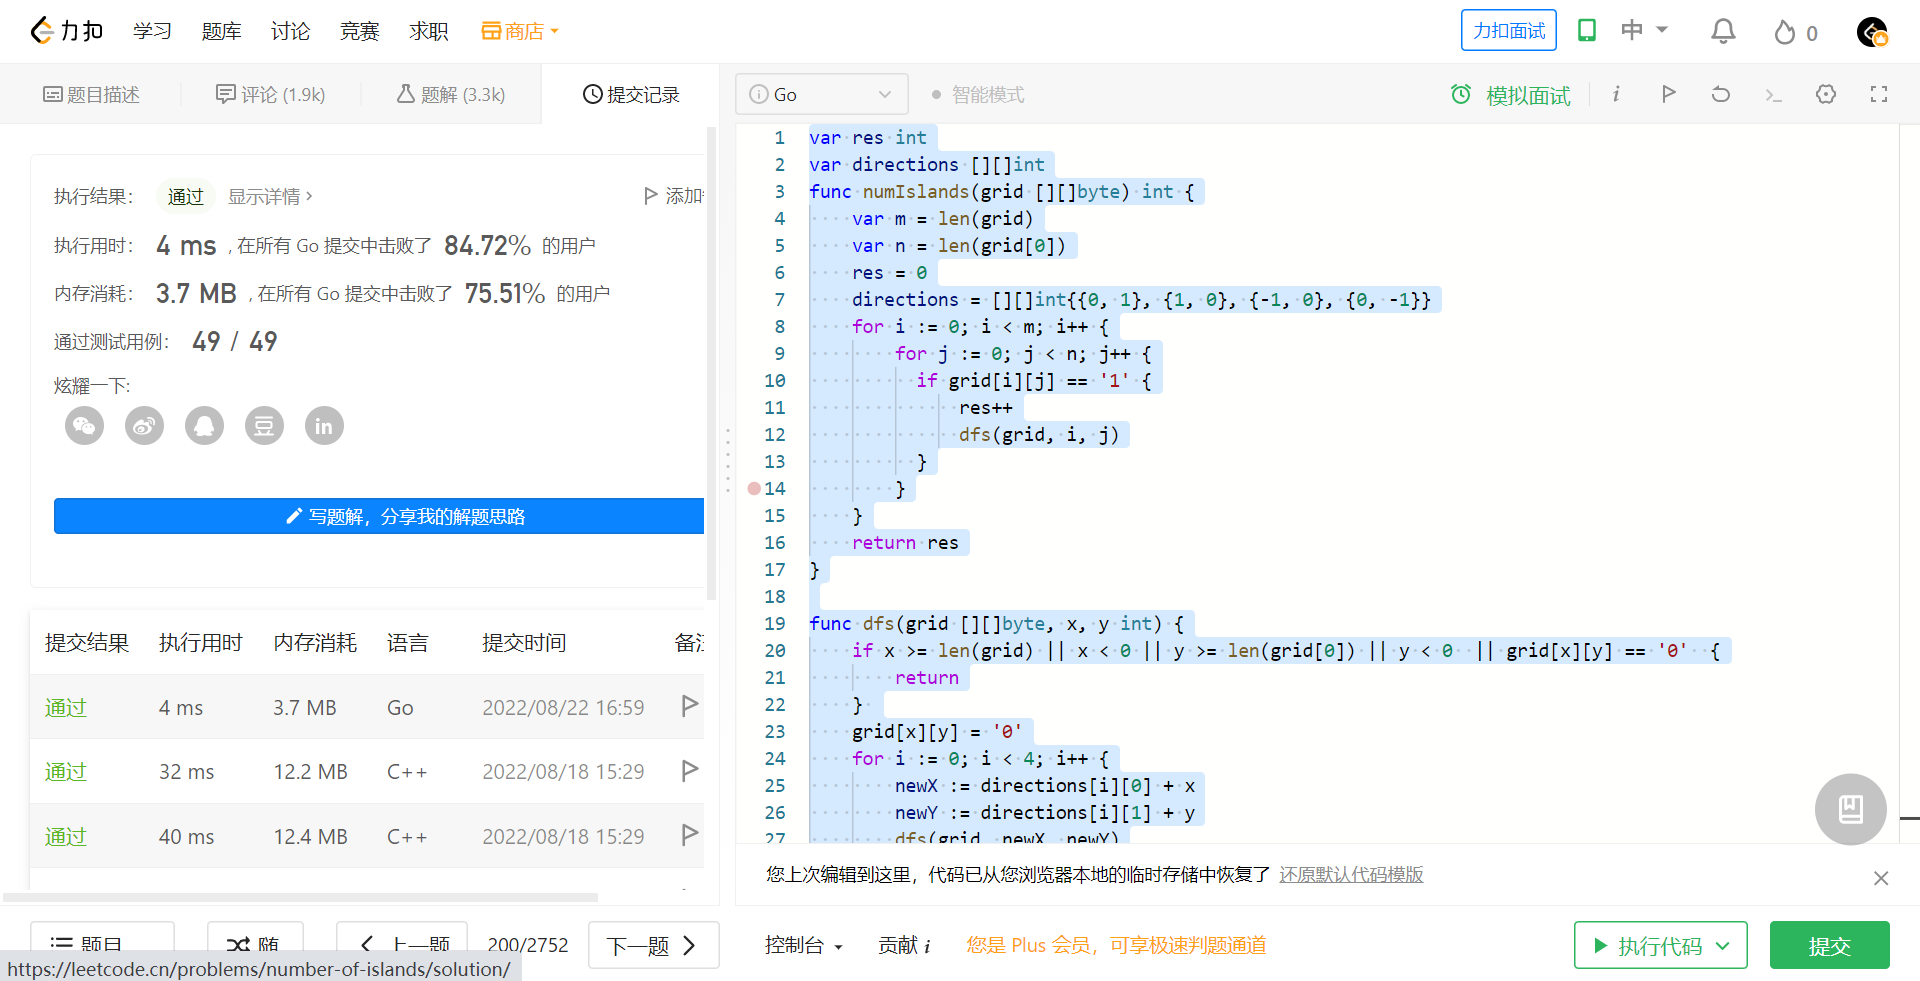 力扣 学习 题库 讨论 竞赛 求职 商店 力扣面试 中 0
题目描述 评论 (1.9k) 题解 (3.3k) 提交记录
执行结果： 通过 显示详情 > 添加
执行用时： 4 ms , 在所有 Go 提交中击败了 84.72% 的用户
内存消耗： 3.7 MB , 在所有 Go 提交中击败了 75.51% 的用户
通过测试用例： 49 / 49
炫耀一下:
豆 in
写题解，分享我的解题思路
提交结果 执行用时 内存消耗 语言 提交时间 备注
通过 4 ms 3.7 MB Go 2022/08/22 16:59
通过 32 ms 12.2 MB C++ 2022/08/18 15:29
通过 40 ms 12.4 MB C++ 2022/08/18 15:29
题目 随 上一题 200/2752 下一题
https://leetcode.cn/problems/number-of-islands/solution/
i Go 智能模式 模拟面试 i
1 var res int
2 var directions [][]int
3 func numIslands(grid [][]byte) int {
4     var m = len(grid)
5     var n = len(grid[0])
6     res = 0
7     directions = [][]int{{0, 1}, {1, 0}, {-1, 0}, {0, -1}}
8     for i := 0; i < m; i++ {
9         for j := 0; j < n; j++ {
10           if grid[i][j] == '1' {
11               res++
12               dfs(grid, i, j)
13           }
14         }
15     }
16     return res
17 }
18
19 func dfs(grid [][]byte, x, y int) {
20     if x >= len(grid) || x < 0 || y >= len(grid[0]) || y < 0  || grid[x][y] == '0'  {
21         return
22     }
23     grid[x][y] = '0'
24     for i := 0; i < 4; i++ {
25         newX := directions[i][0] + x
26         newY := directions[i][1] + y
27         dfs(grid, newX, newY)
您上次编辑到这里，代码已从您浏览器本地的临时存储中恢复了 还原默认代码模版
控制台 贡献 i 您是 Plus 会员，可享极速判题通道 执行代码 提交